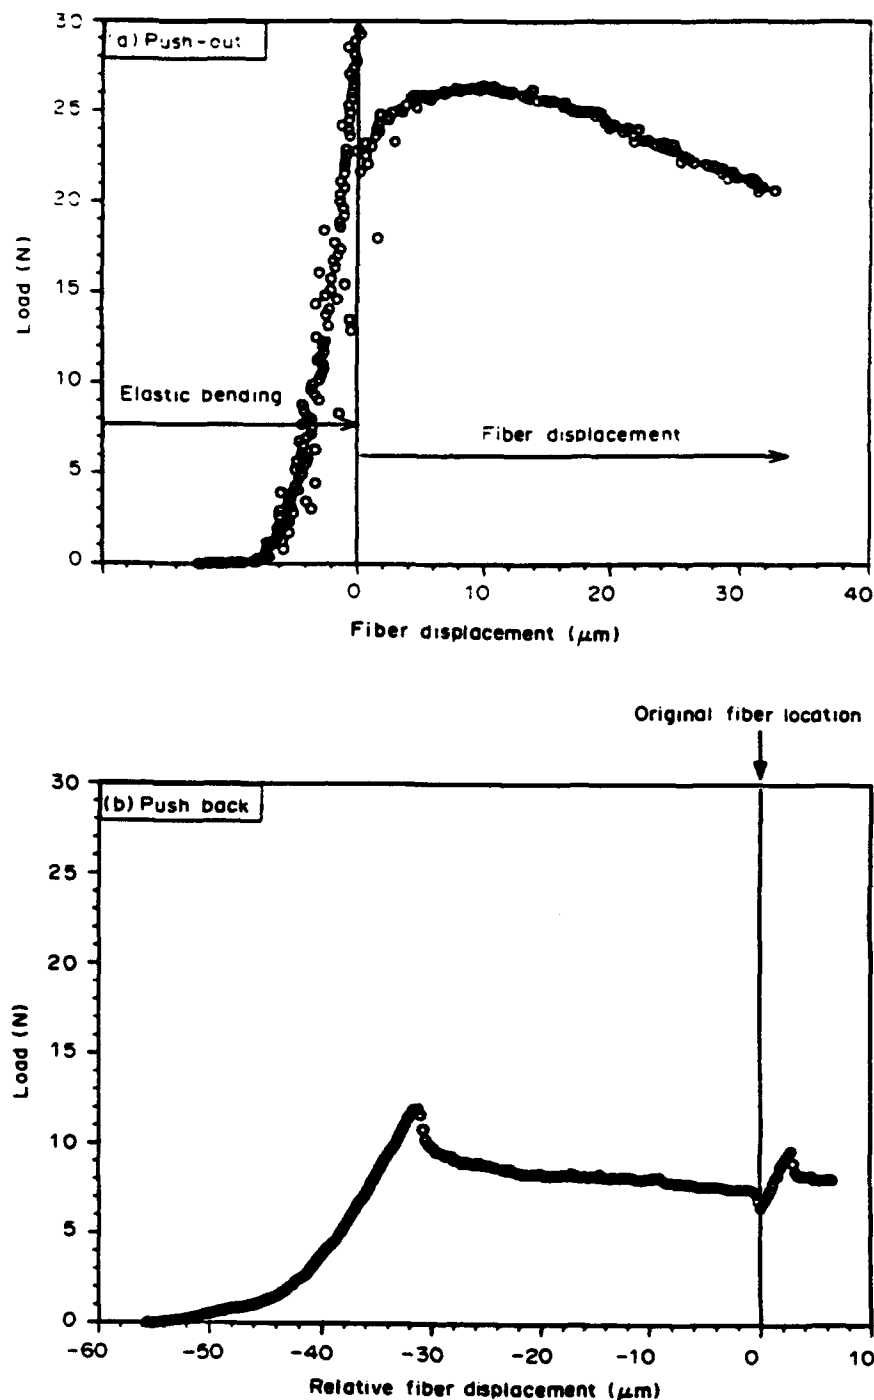 30
(a) Push-out
25
20
15
10
5
0
Load (N)
Elastic bending
Fiber displacement
0 10 20 30 40
Fiber displacement (μm)
Original fiber location
30
(b) Push back
25
20
15
10
5
0
Load (N)
-60 -50 -40 -30 -20 -10 0 10
Relative fiber displacement (μm)